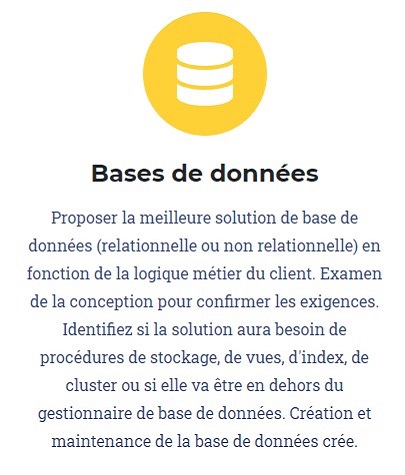 Bases de données
Proposer la meilleure solution de base de
données (relationnelle ou non relationnelle) en
fonction de la logique métier du client. Examen
de la conception pour confirmer les exigences.
Identifiez si la solution aura besoin de
procédures de stockage, de vues, d'index, de
cluster ou si elle va être en dehors du
gestionnaire de base de données. Création et
maintenance de la base de données crée.